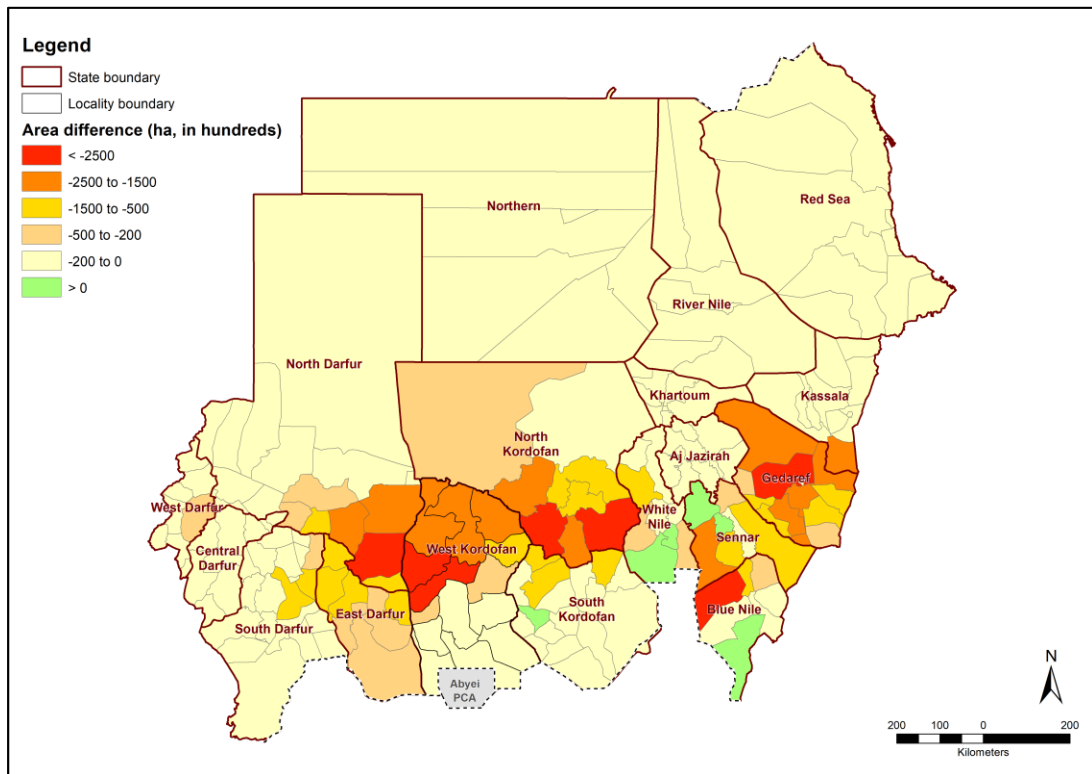 Legend
State boundary
Locality boundary
Area difference (ha, in hundreds)
< -2500
-2500 to -1500
-1500 to -500
-500 to -200
-200 to 0
> 0
Northern
Red Sea
River Nile
North Darfur
Khartoum
Kassala
North
Kordofan
Aj Jazirah
Gedaref
West Darfur
White
Nile
Sennar
Central
Darfur
West Kordofan
East Darfur
South
Kordofan
Blue Nile
South Darfur
Abyei
PCA
N
200 100 0 200
Kilometers